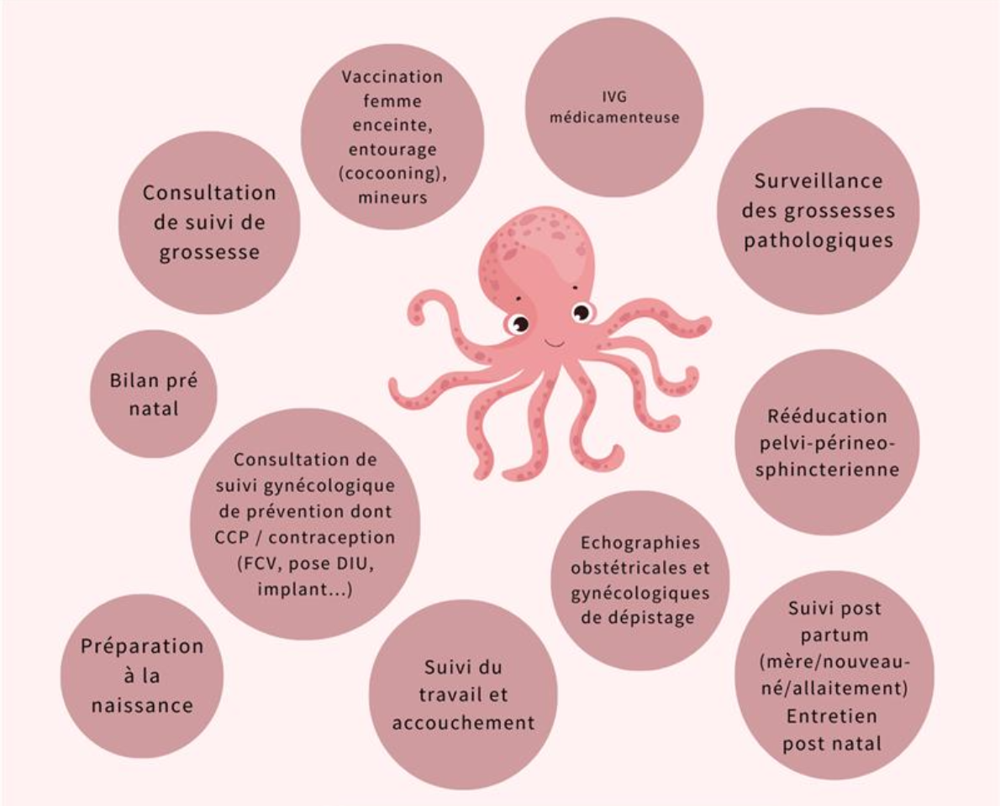 Vaccination
femme
enceinte,
entourage
(cocooning),
mineurs
IVG
médicamenteuse
Consultation
de suivi de
grossesse
Surveillance
des grossesses
pathologiques
Bilan pré
natal
Consultation de
suivi gynécologique
de prévention dont
CCP / contraception
(FCV, pose DIU,
implant...)
Rééducation
pelvi-périneo-
sphincterienne
Echographies
obstétricales et
gynécologiques
de dépistage
Préparation
à la
naissance
Suivi du
travail et
accouchement
Suivi post
partum
(mère/nouveau-
né/allaitement)
Entretien
post natal